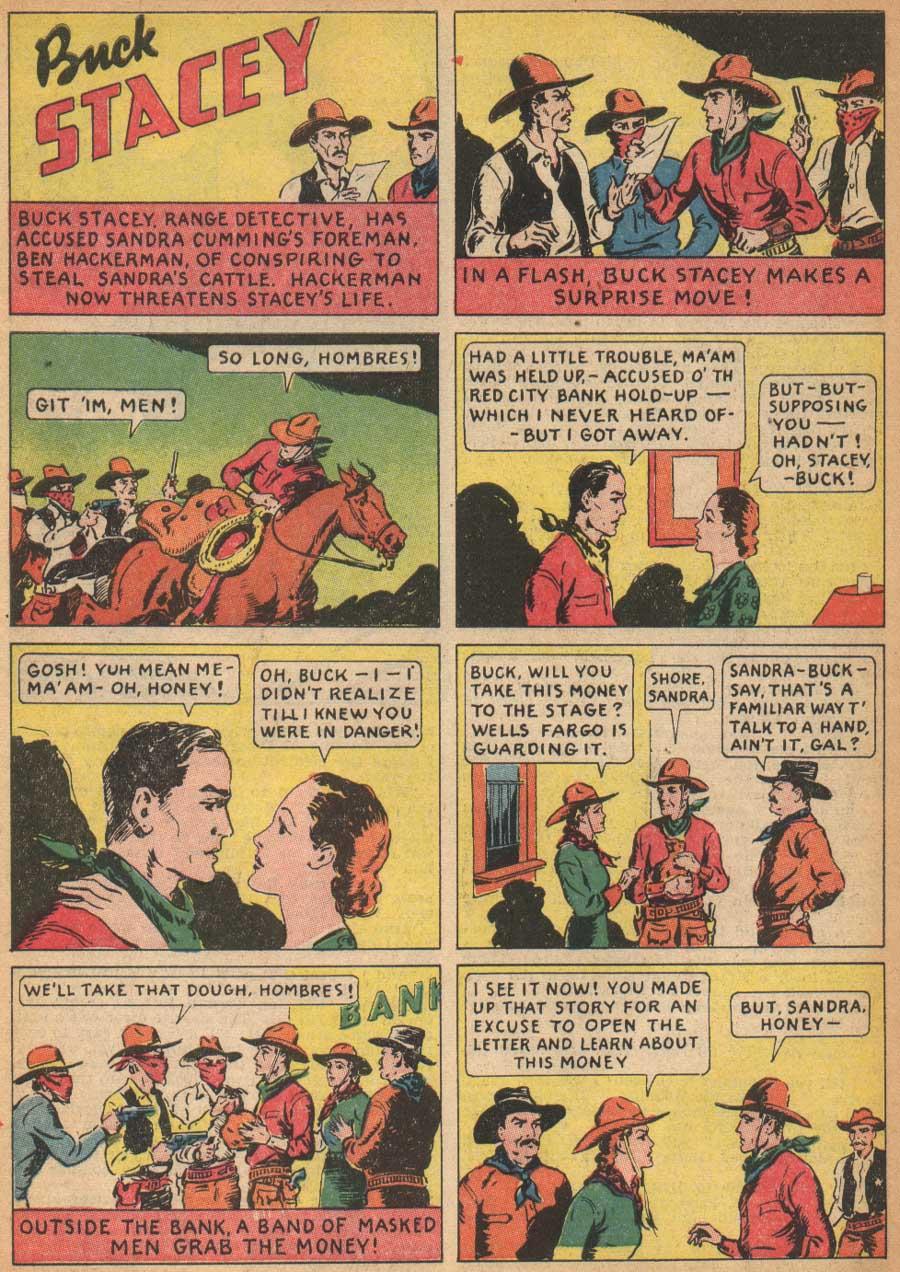 Buck
STACEY
BUCK STACEY, RANGE DETECTIVE, HAS
ACCUSED SANDRA CUMMING'S FOREMAN,
BEN HACKERMAN, OF CONSPIRING TO
STEAL SANDRA'S CATTLE. HACKERMAN
NOW THREATENS STACEY'S LIFE.
IN A FLASH, BUCK STACEY MAKES A
SURPRISE MOVE!
SO LONG, HOMBRES!
GIT 'IM, MEN!
HAD A LITTLE TROUBLE, MA'AM
WAS HELD UP,- ACCUSED O' TH
RED CITY BANK HOLD-UP —
WHICH I NEVER HEARD OF-
-BUT I GOT AWAY.
BUT-BUT-
SUPPOSING
YOU —
HADN'T!
OH, STACEY,
-BUCK!
GOSH! YUH MEAN ME-
MA'AM- OH, HONEY!
OH, BUCK-I-I
DIDN'T REALIZE
TILL I KNEW YOU
WERE IN DANGER!
BUCK, WILL YOU
TAKE THIS MONEY
TO THE STAGE?
WELLS FARGO IS
GUARDING IT.
SHORE,
SANDRA.
SANDRA-BUCK-
SAY, THAT'S A
FAMILIAR WAY T'
TALK TO A HAND,
AIN'T IT, GAL?
WE'LL TAKE THAT DOUGH, HOMBRES!
BANK
OUTSIDE THE BANK, A BAND OF MASKED
MEN GRAB THE MONEY!
I SEE IT NOW! YOU MADE
UP THAT STORY FOR AN
EXCUSE TO OPEN THE
LETTER AND LEARN ABOUT
THIS MONEY
BUT, SANDRA,
HONEY—